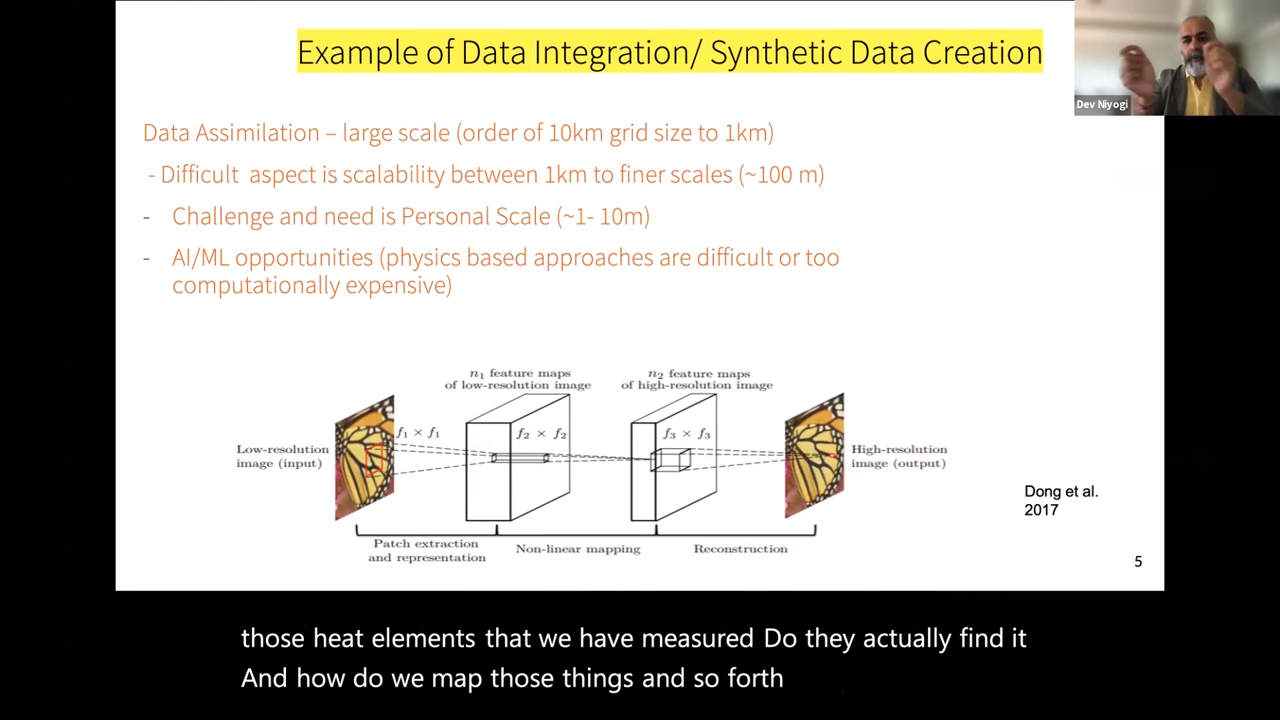 Example of Data Integration/ Synthetic Data Creation
Dev Niyogi
Data Assimilation – large scale (order of 10km grid size to 1km)
- Difficult aspect is scalability between 1km to finer scales (~100 m)
- Challenge and need is Personal Scale (~1- 10m)
- AI/ML opportunities (physics based approaches are difficult or too
computationally expensive)
n1 feature maps
of low-resolution image
n2 feature maps
of high-resolution image
f1 × f1
f2 × f2
f3 × f3
Low-resolution
image (input)
High-resolution
image (output)
Patch extraction
and representation
Non-linear mapping
Reconstruction
Dong et al.
2017
5
those heat elements that we have measured Do they actually find it
And how do we map those things and so forth